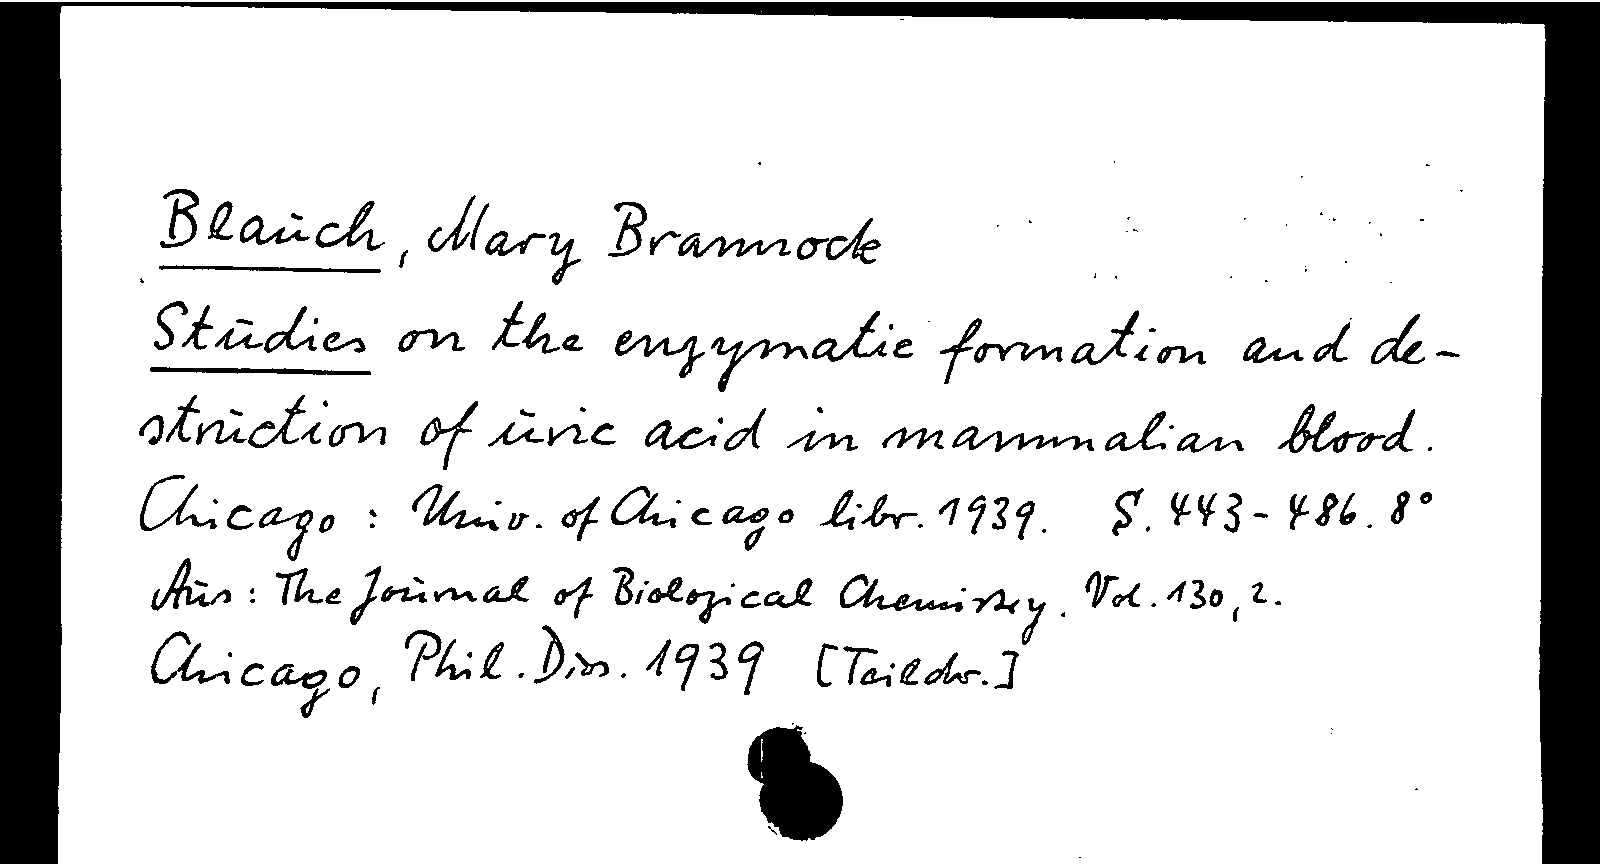 Blauch, Mary Brannock
Studies on the enzymatic formation and de-
struction of uric acid in mammalian blood.
Chicago: Univ. of Chicago libr. 1939. S. 443-486. 8°
Aus: The Journal of Biological Chemistry. Vol. 130,2.
Chicago, Phil. Diss. 1939 [Teildr.]